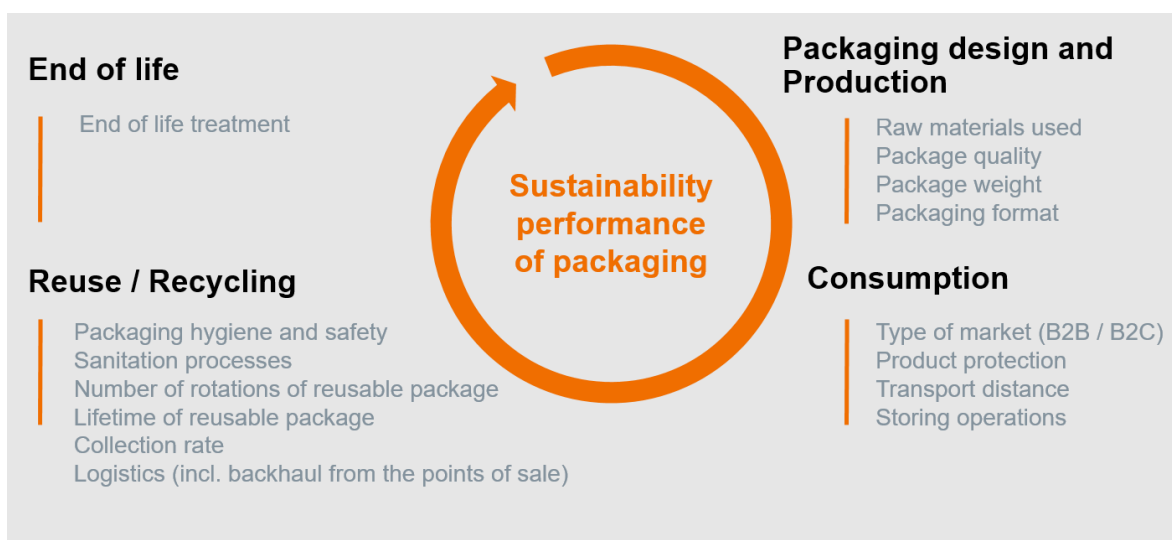 End of life
End of life treatment
Packaging design and
Production
Raw materials used
Package quality
Package weight
Packaging format
Sustainability
performance
of packaging
Reuse / Recycling
Packaging hygiene and safety
Sanitation processes
Number of rotations of reusable package
Lifetime of reusable package
Collection rate
Logistics (incl. backhaul from the points of sale)
Consumption
Type of market (B2B / B2C)
Product protection
Transport distance
Storing operations